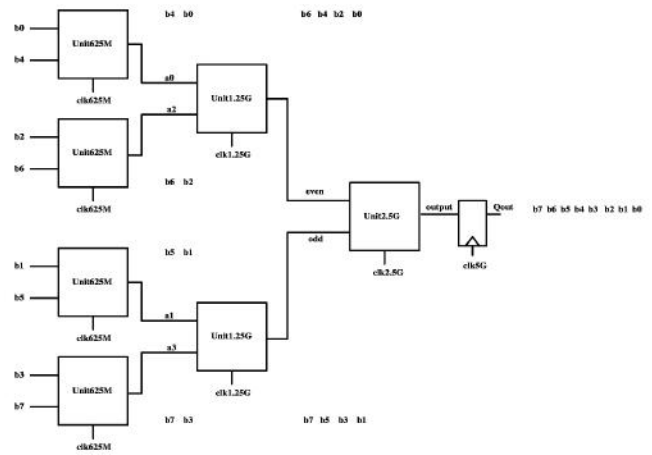 b4 b0
b6 b4 b2 b0
b0
Unit625M
b4
clk625M
a0
Unit1.25G
a2
clk1.25G
b2
Unit625M
b6
clk625M
b6 b2
even
Unit2.5G
odd
clk2.5G
output
Qout
clk5G
b7 b6 b5 b4 b3 b2 b1 b0
b5 b1
b1
Unit625M
b5
clk625M
a1
Unit1.25G
a3
clk1.25G
b3
Unit625M
b7
clk625M
b7 b3
b7 b5 b3 b1